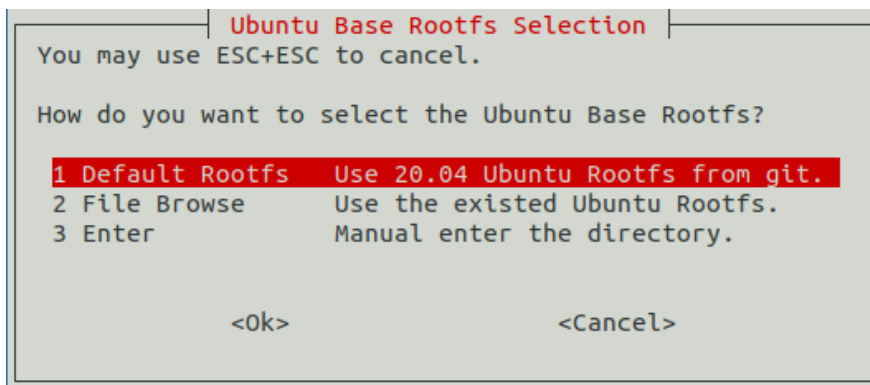 Ubuntu Base Rootfs Selection
You may use ESC+ESC to cancel.
How do you want to select the Ubuntu Base Rootfs?
1 Default Rootfs   Use 20.04 Ubuntu Rootfs from git.
2 File Browse      Use the existed Ubuntu Rootfs.
3 Enter            Manual enter the directory.
<Ok>                 <Cancel>